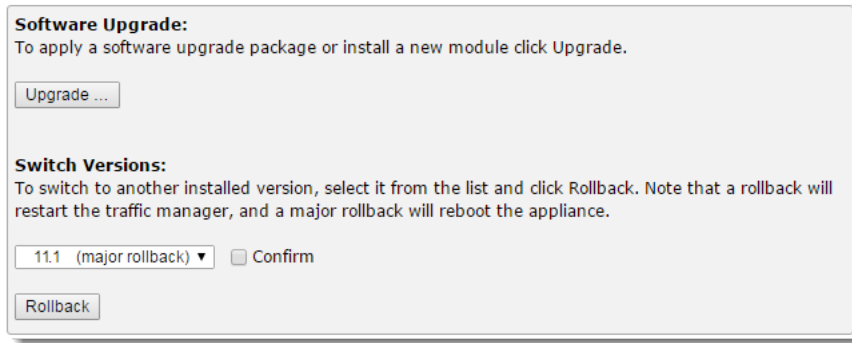 Software Upgrade:
To apply a software upgrade package or install a new module click Upgrade.
Upgrade ...
Switch Versions:
To switch to another installed version, select it from the list and click Rollback. Note that a rollback will
restart the traffic manager, and a major rollback will reboot the appliance.
11.1 (major rollback) ▼ Confirm
Rollback